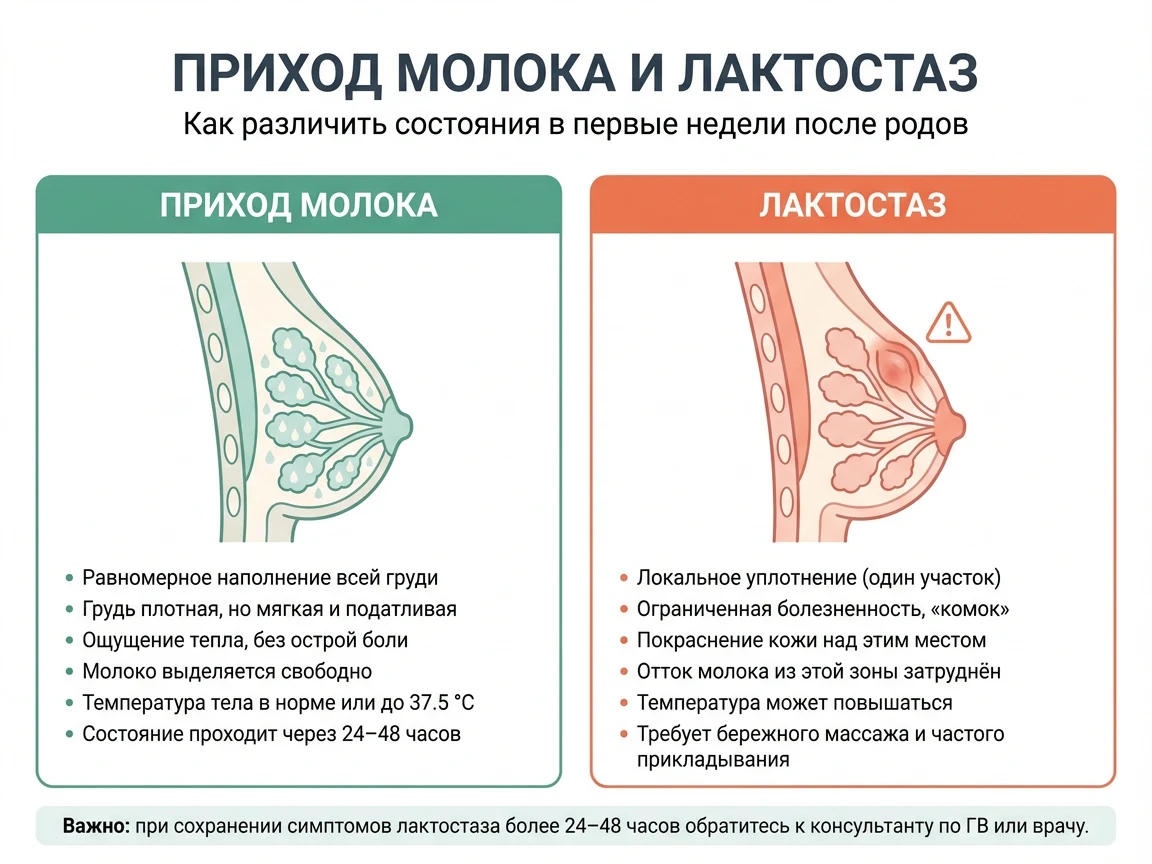 ПРИХОД МОЛОКА И ЛАКТОСТАЗ
Как различить состояния в первые недели после родов
ПРИХОД МОЛОКА
Равномерное наполнение всей груди
Грудь плотная, но мягкая и податливая
Ощущение тепла, без острой боли
Молоко выделяется свободно
Температура тела в норме или до 37.5 °C
Состояние проходит через 24–48 часов
ЛАКТОСТАЗ
Локальное уплотнение (один участок)
Ограниченная болезненность, «комок»
Покраснение кожи над этим местом
Отток молока из этой зоны затруднён
Температура может повышаться
Требует бережного массажа и частого
прикладывания
Важно: при сохранении симптомов лактостаза более 24–48 часов обратитесь к консультанту по ГВ или врачу.